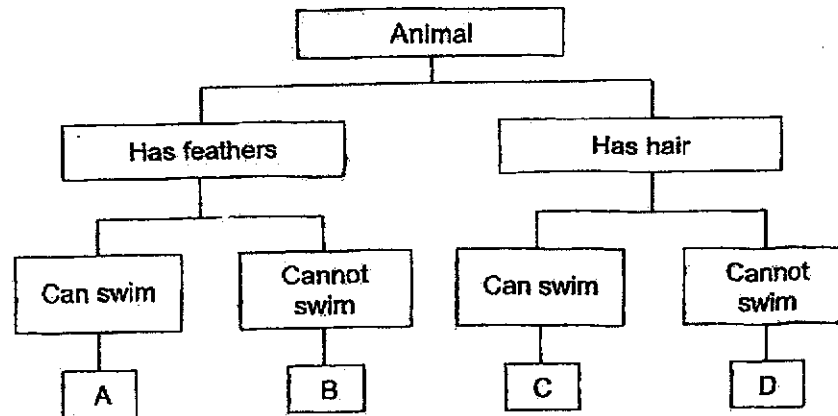 Animal
Has feathers
Has hair
Can swim
Cannot
swim
Can swim
Cannot
swim
A
B
C
D